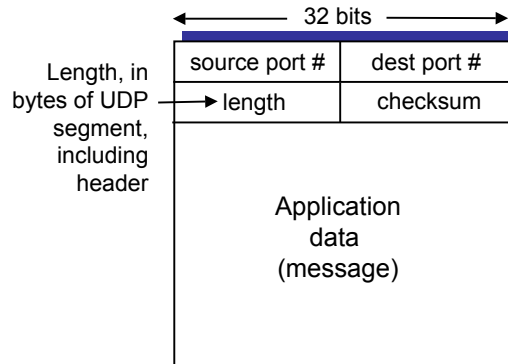 32 bits
source port # dest port #
length checksum
Length, in
bytes of UDP
segment,
including
header
Application
data
(message)